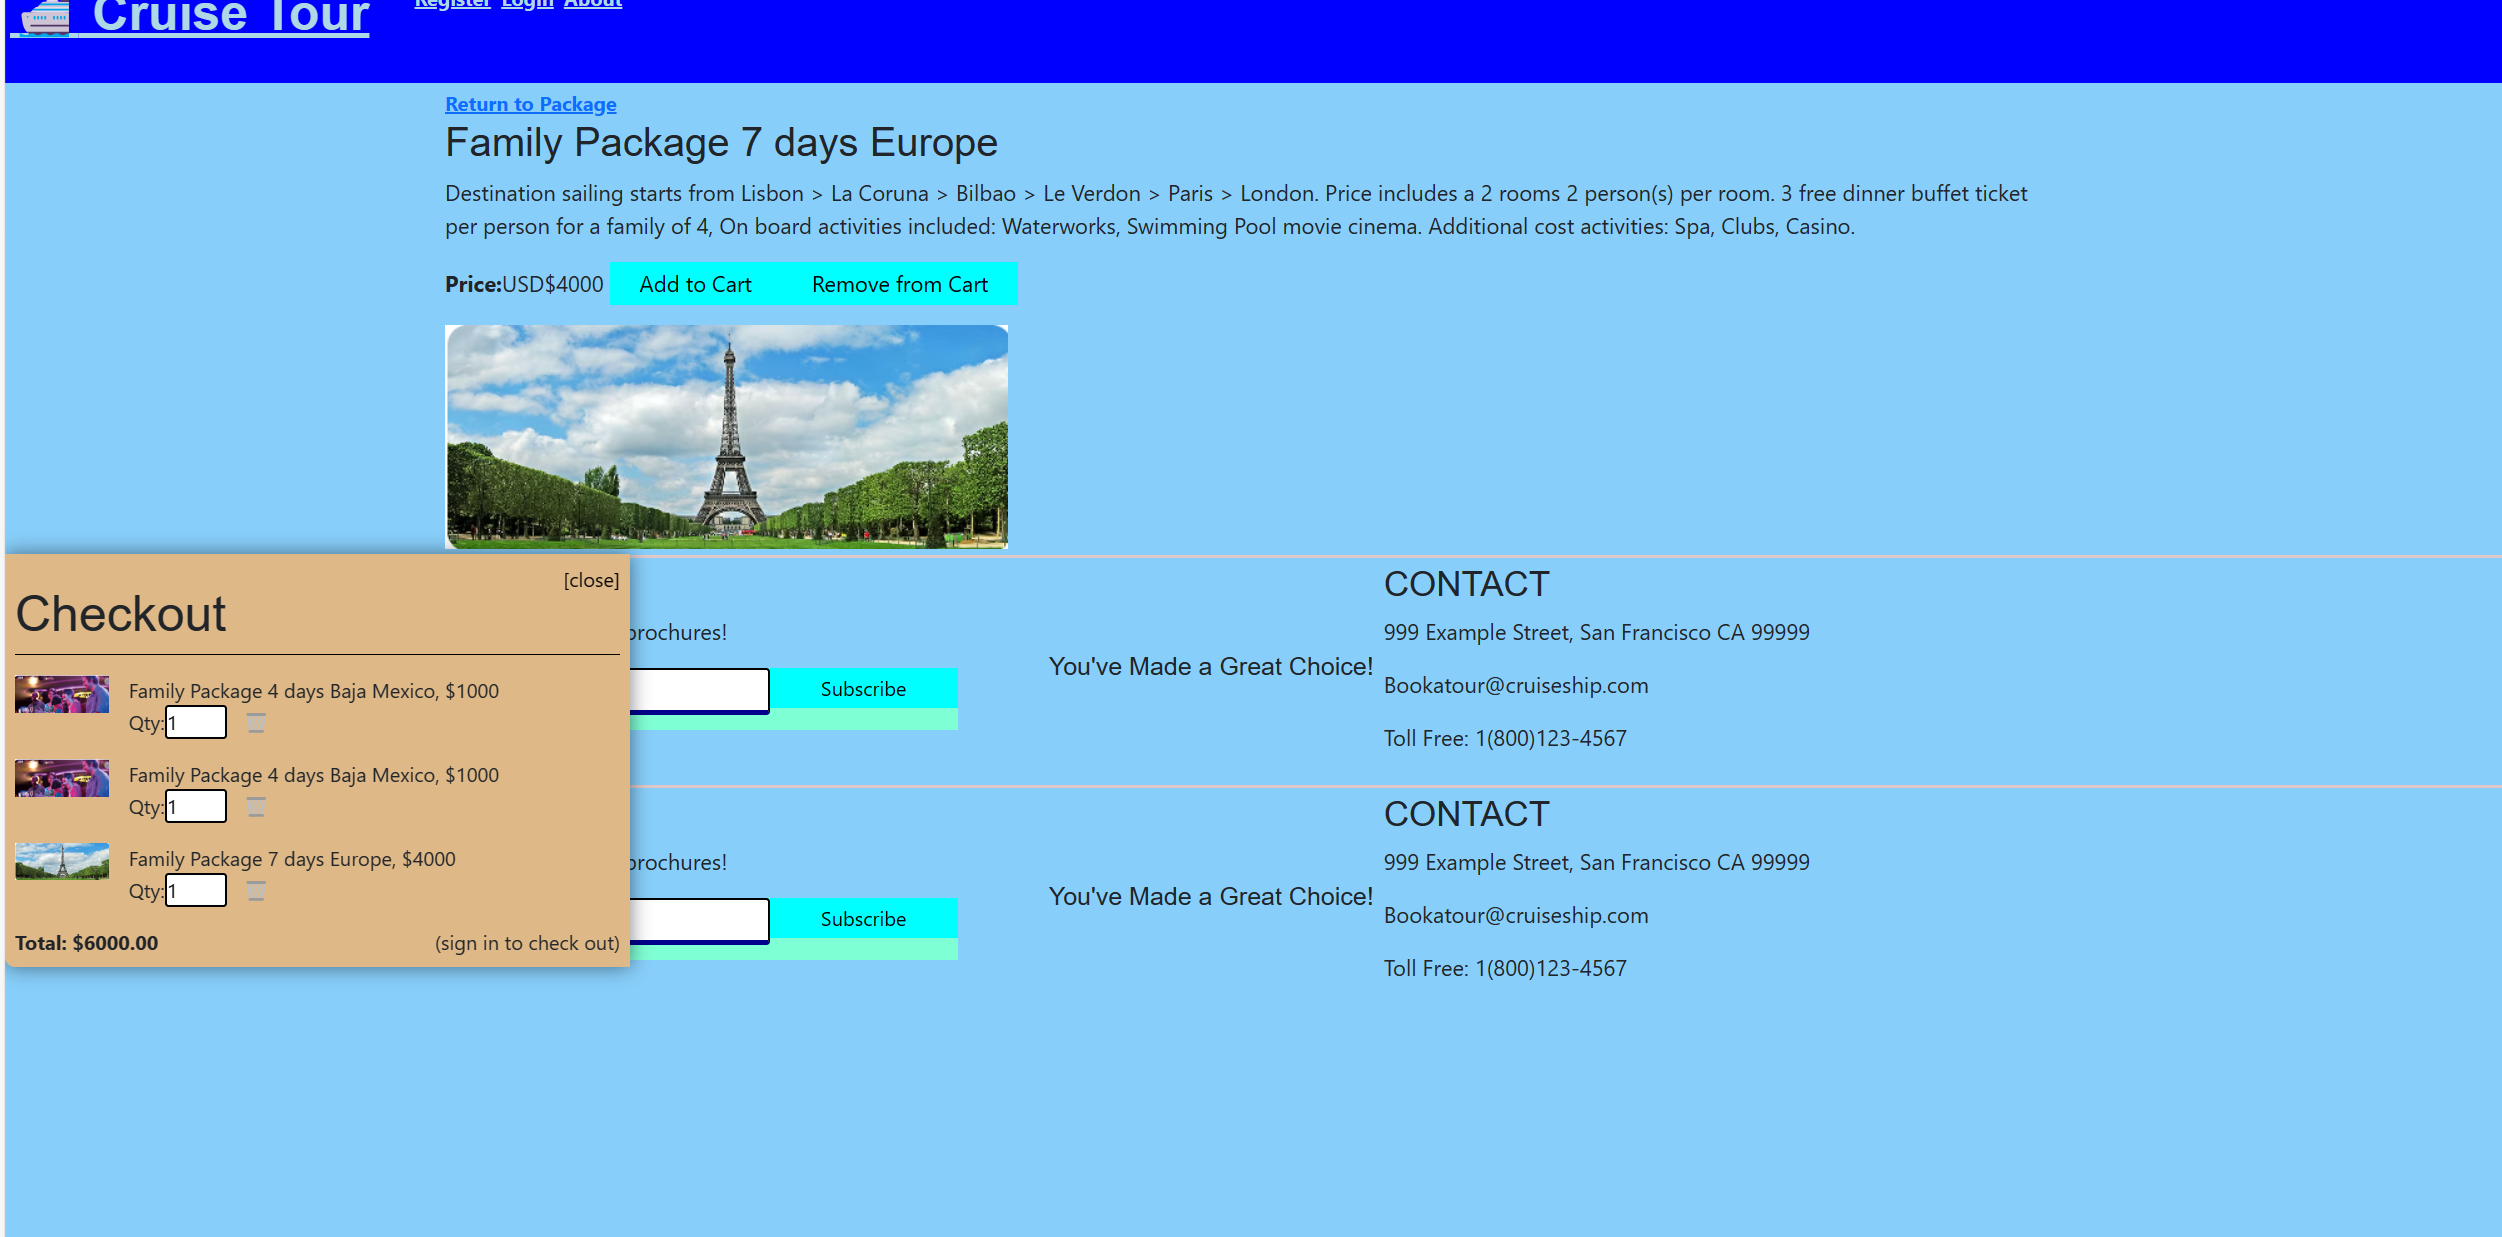 Cruise Tour
Register Login About
Return to Package
Family Package 7 days Europe
Destination sailing starts from Lisbon > La Coruna > Bilbao > Le Verdon > Paris > London. Price includes a 2 rooms 2 person(s) per room. 3 free dinner buffet ticket
per person for a family of 4, On board activities included: Waterworks, Swimming Pool movie cinema. Additional cost activities: Spa, Clubs, Casino.
Price:USD$4000 Add to Cart Remove from Cart
[close]
Checkout
Family Package 4 days Baja Mexico, $1000
Qty:1
Family Package 4 days Baja Mexico, $1000
Qty:1
Family Package 7 days Europe, $4000
Qty:1
Total: $6000.00 (sign in to check out)
brochures!
Subscribe
You've Made a Great Choice!
CONTACT
999 Example Street, San Francisco CA 99999
Bookatour@cruiseship.com
Toll Free: 1(800)123-4567
brochures!
Subscribe
You've Made a Great Choice!
CONTACT
999 Example Street, San Francisco CA 99999
Bookatour@cruiseship.com
Toll Free: 1(800)123-4567